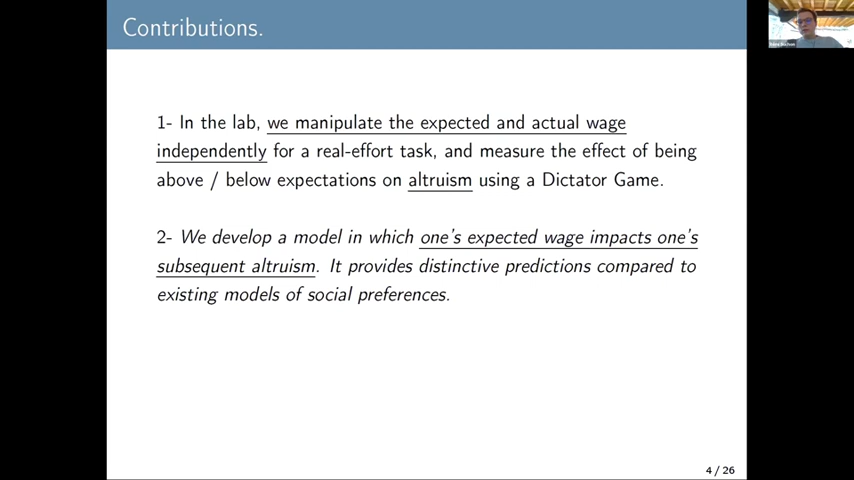 Contributions.
1- In the lab, we manipulate the expected and actual wage
independently for a real-effort task, and measure the effect of being
above / below expectations on altruism using a Dictator Game.
2- We develop a model in which one's expected wage impacts one's
subsequent altruism. It provides distinctive predictions compared to
existing models of social preferences.
4 / 26